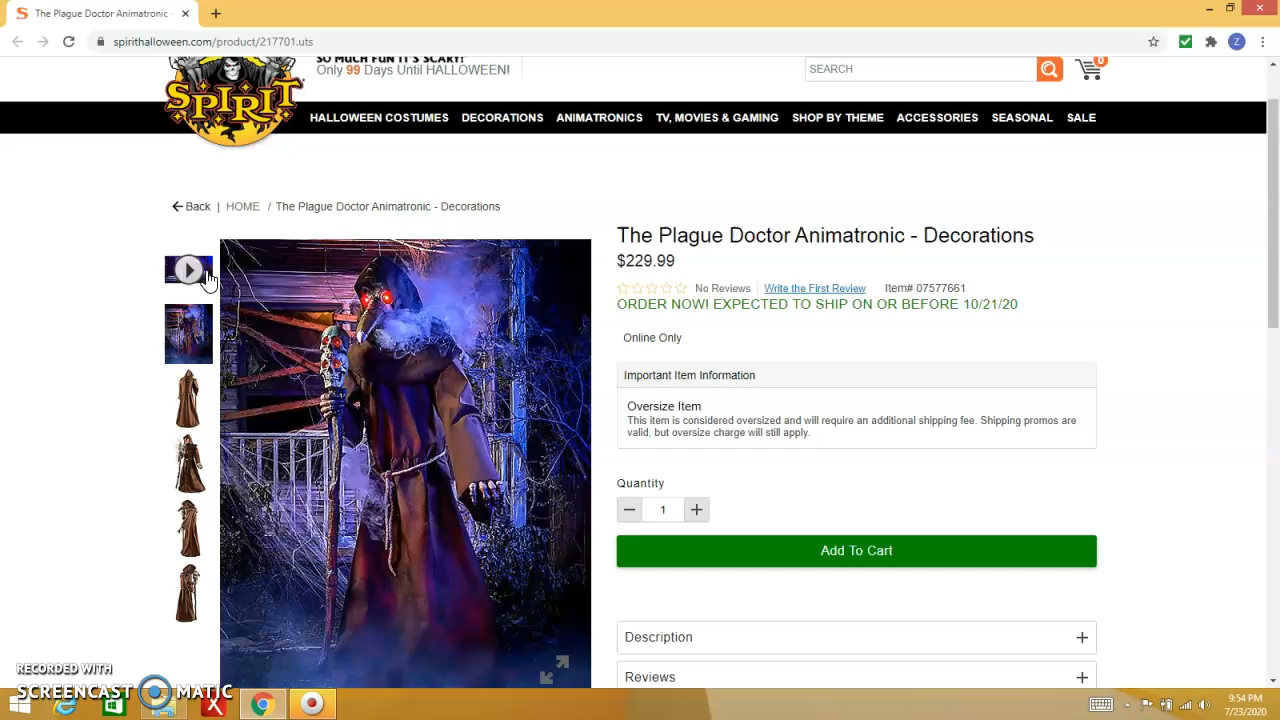 The Plague Doctor Animatronic -
spirithalloween.com/product/217701.uts
Z
SO MUCH FUN IT'S SCARY!
Only 99 Days Until HALLOWEEN!
SEARCH
0
SPIRIT
HALLOWEEN COSTUMES DECORATIONS ANIMATRONICS TV, MOVIES & GAMING SHOP BY THEME ACCESSORIES SEASONAL SALE
Back | HOME / The Plague Doctor Animatronic - Decorations
The Plague Doctor Animatronic - Decorations
$229.99
No Reviews Write the First Review Item# 07577661
ORDER NOW! EXPECTED TO SHIP ON OR BEFORE 10/21/20
Online Only
Important Item Information
Oversize Item
This item is considered oversized and will require an additional shipping fee. Shipping promos are
valid, but oversize charge will still apply.
Quantity
1
Add To Cart
Description
Reviews
RECORDED WITH
SCREENCAST MATIC
9:54 PM
7/23/2020